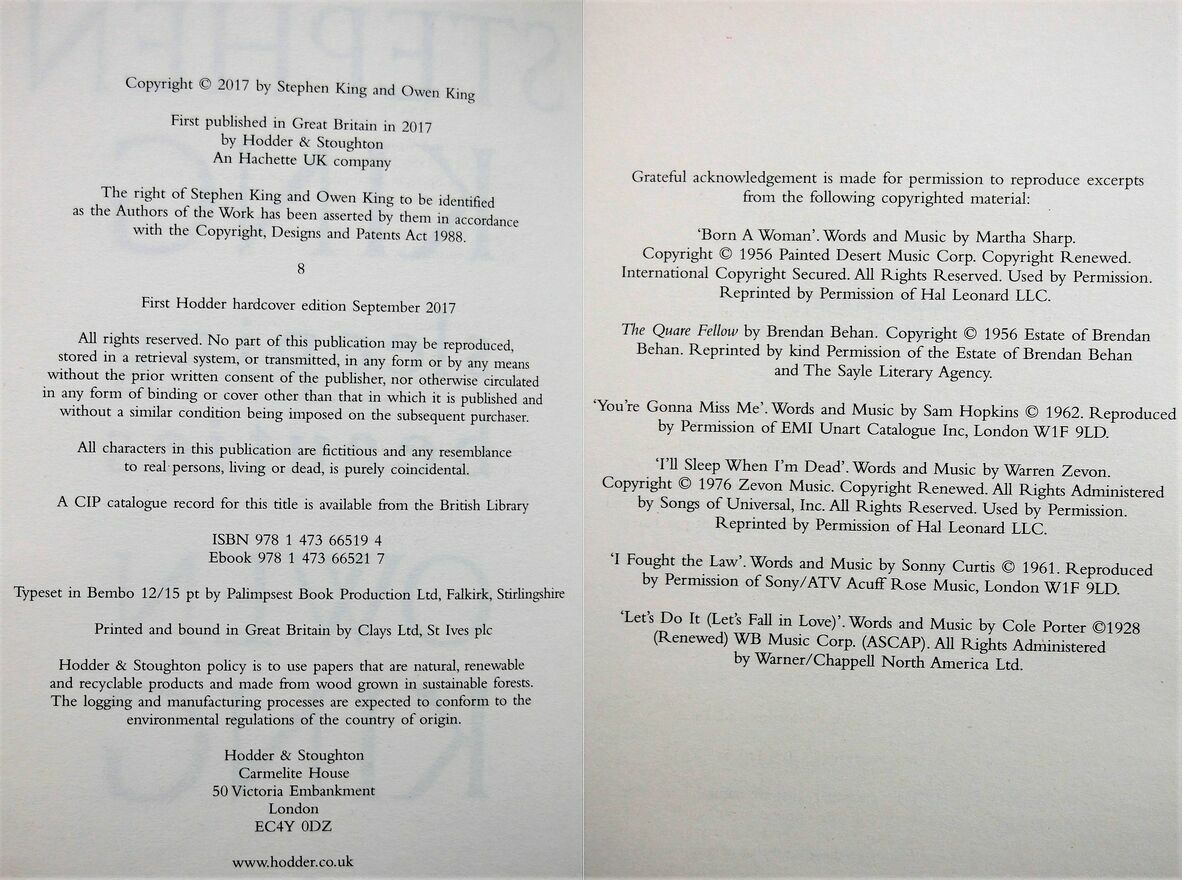 Copyright © 2017 by Stephen King and Owen King
First published in Great Britain in 2017
by Hodder & Stoughton
An Hachette UK company
The right of Stephen King and Owen King to be identified
as the Authors of the Work has been asserted by them in accordance
with the Copyright, Designs and Patents Act 1988.
8
First Hodder hardcover edition September 2017
All rights reserved. No part of this publication may be reproduced,
stored in a retrieval system, or transmitted, in any form or by any means
without the prior written consent of the publisher, nor otherwise circulated
in any form of binding or cover other than that in which it is published and
without a similar condition being imposed on the subsequent purchaser.
All characters in this publication are fictitious and any resemblance
to real persons, living or dead, is purely coincidental.
A CIP catalogue record for this title is available from the British Library
ISBN 978 1 473 66519 4
Ebook 978 1 473 66521 7
Typeset in Bembo 12/15 pt by Palimpsest Book Production Ltd, Falkirk, Stirlingshire
Printed and bound in Great Britain by Clays Ltd, St Ives plc
Hodder & Stoughton policy is to use papers that are natural, renewable
and recyclable products and made from wood grown in sustainable forests.
The logging and manufacturing processes are expected to conform to the
environmental regulations of the country of origin.
Hodder & Stoughton
Carmelite House
50 Victoria Embankment
London
EC4Y 0DZ
www.hodder.co.uk
Grateful acknowledgement is made for permission to reproduce excerpts
from the following copyrighted material:
‘Born A Woman’. Words and Music by Martha Sharp.
Copyright © 1956 Painted Desert Music Corp. Copyright Renewed.
International Copyright Secured. All Rights Reserved. Used by Permission.
Reprinted by Permission of Hal Leonard LLC.
The Quare Fellow by Brendan Behan. Copyright © 1956 Estate of Brendan
Behan. Reprinted by kind Permission of the Estate of Brendan Behan
and The Sayle Literary Agency.
‘You’re Gonna Miss Me’. Words and Music by Sam Hopkins © 1962. Reproduced
by Permission of EMI Unart Catalogue Inc, London W1F 9LD.
‘I’ll Sleep When I’m Dead’. Words and Music by Warren Zevon.
Copyright © 1976 Zevon Music. Copyright Renewed. All Rights Administered
by Songs of Universal, Inc. All Rights Reserved. Used by Permission.
Reprinted by Permission of Hal Leonard LLC.
‘I Fought the Law’. Words and Music by Sonny Curtis © 1961. Reproduced
by Permission of Sony/ATV Acuff Rose Music, London W1F 9LD.
‘Let’s Do It (Let’s Fall in Love)’. Words and Music by Cole Porter ©1928
(Renewed) WB Music Corp. (ASCAP). All Rights Administered
by Warner/Chappell North America Ltd.